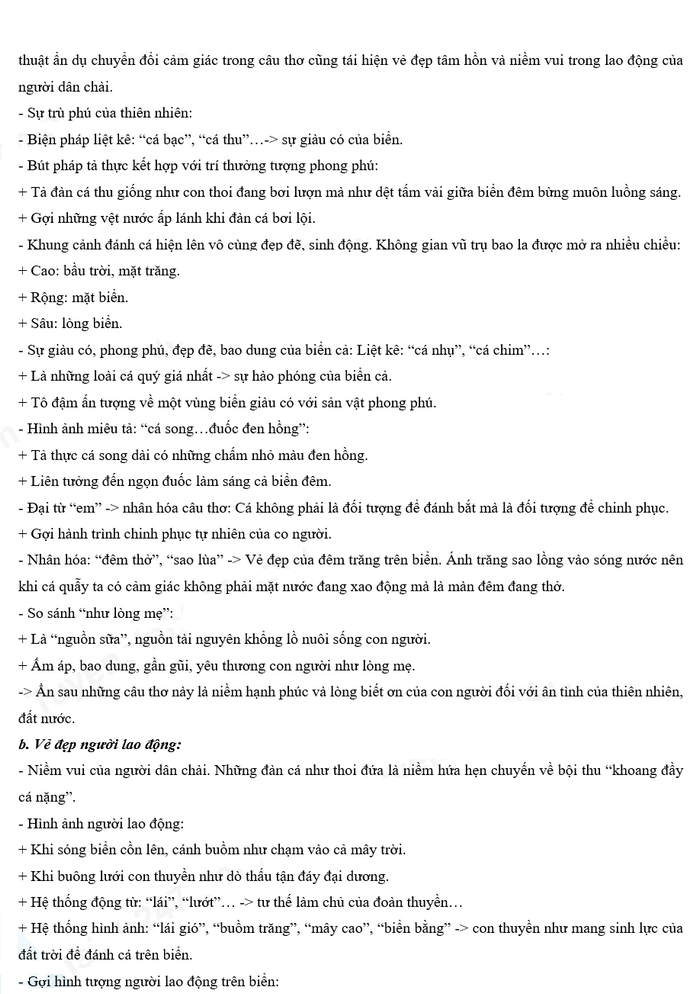 thuật ẩn dụ chuyển đổi cảm giác trong câu thơ cũng tái hiện vẻ đẹp tâm hồn và niềm vui trong lao động của
người dân chài.
- Sự trù phú của thiên nhiên:
- Biện pháp liệt kê: “cá bạc”, “cá thu”…-> sự giàu có của biển.
- Bút pháp tả thực kết hợp với trí thưởng tượng phong phú:
+ Tả đàn cá thu giống như con thoi đang bơi lượn mà như dệt tấm vải giữa biển đêm bừng muôn luồng sáng.
+ Gợi những vệt nước ấp lánh khi đàn cá bơi lội.
- Khung cảnh đánh cá hiện lên vô cùng đẹp đẽ, sinh động. Không gian vũ trụ bao la được mở ra nhiều chiều:
+ Cao: bầu trời, mặt trăng.
+ Rộng: mặt biển.
+ Sâu: lòng biển.
- Sự giàu có, phong phú, đẹp đẽ, bao dung của biển cả: Liệt kê: “cá nhụ”, “cá chim”…:
+ Là những loài cá quý giá nhất -> sự hào phóng của biển cả.
+ Tô đậm ấn tượng về một vùng biển giàu có với sản vật phong phú.
- Hình ảnh miêu tả: “cá song…đuốc đen hồng”:
+ Tả thực cá song dài có những chấm nhỏ màu đen hồng.
+ Liên tưởng đến ngọn đuốc làm sáng cả biển đêm.
- Đại từ “em” -> nhân hóa câu thơ: Cá không phải là đối tượng để đánh bắt mà là đối tượng để chinh phục.
+ Gợi hành trình chinh phục tự nhiên của co người.
- Nhân hóa: “đêm thở”, “sao lùa” -> Vẻ đẹp của đêm trăng trên biển. Ánh trăng sao lồng vào sóng nước nên
khi cá quẫy ta có cảm giác không phải mặt nước đang xao động mà là màn đêm đang thở.
- So sánh “như lòng mẹ”:
+ Là “nguồn sữa”, nguồn tài nguyên khổng lồ nuôi sống con người.
+ Ấm áp, bao dung, gần gũi, yêu thương con người như lòng mẹ.
-> Ẩn sau những câu thơ này là niềm hạnh phúc và lòng biết ơn của con người đối với ân tình của thiên nhiên,
đất nước.
b. Vẻ đẹp người lao động:
- Niềm vui của người dân chài. Những đàn cá như thoi đứa là niềm hứa hẹn chuyến về bội thu “khoang đầy
cá nặng”.
- Hình ảnh người lao động:
+ Khi sóng biển cồn lên, cánh buồm như chạm vào cả mây trời.
+ Khi buông lưới con thuyền như dò thấu tận đáy đại dương.
+ Hệ thống động từ: “lái”, “lướt”… -> tư thế làm chủ của đoàn thuyền…
+ Hệ thống hình ảnh: “lái gió”, “buồm trăng”, “mây cao”, “biển bằng” -> con thuyền như mang sinh lực của
đất trời để đánh cá trên biển.
- Gợi hình tượng người lao động trên biển: